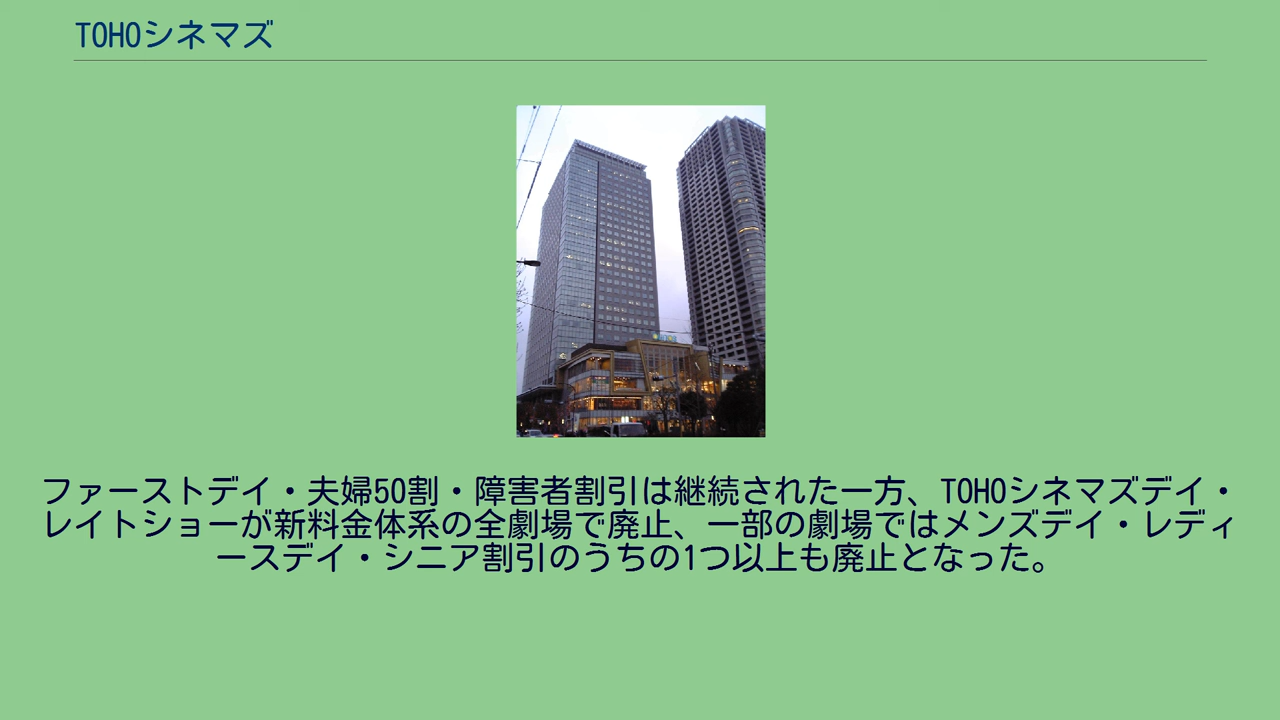 TOHOシネマズ
ファーストデイ・夫婦50割・障害者割引は継続された一方、TOHOシネマズデイ・
レイトショーが新料金体系の全劇場で廃止、一部の劇場ではメンズデイ・レディ
ースデイ・シニア割引のうちの1つ以上も廃止となった。